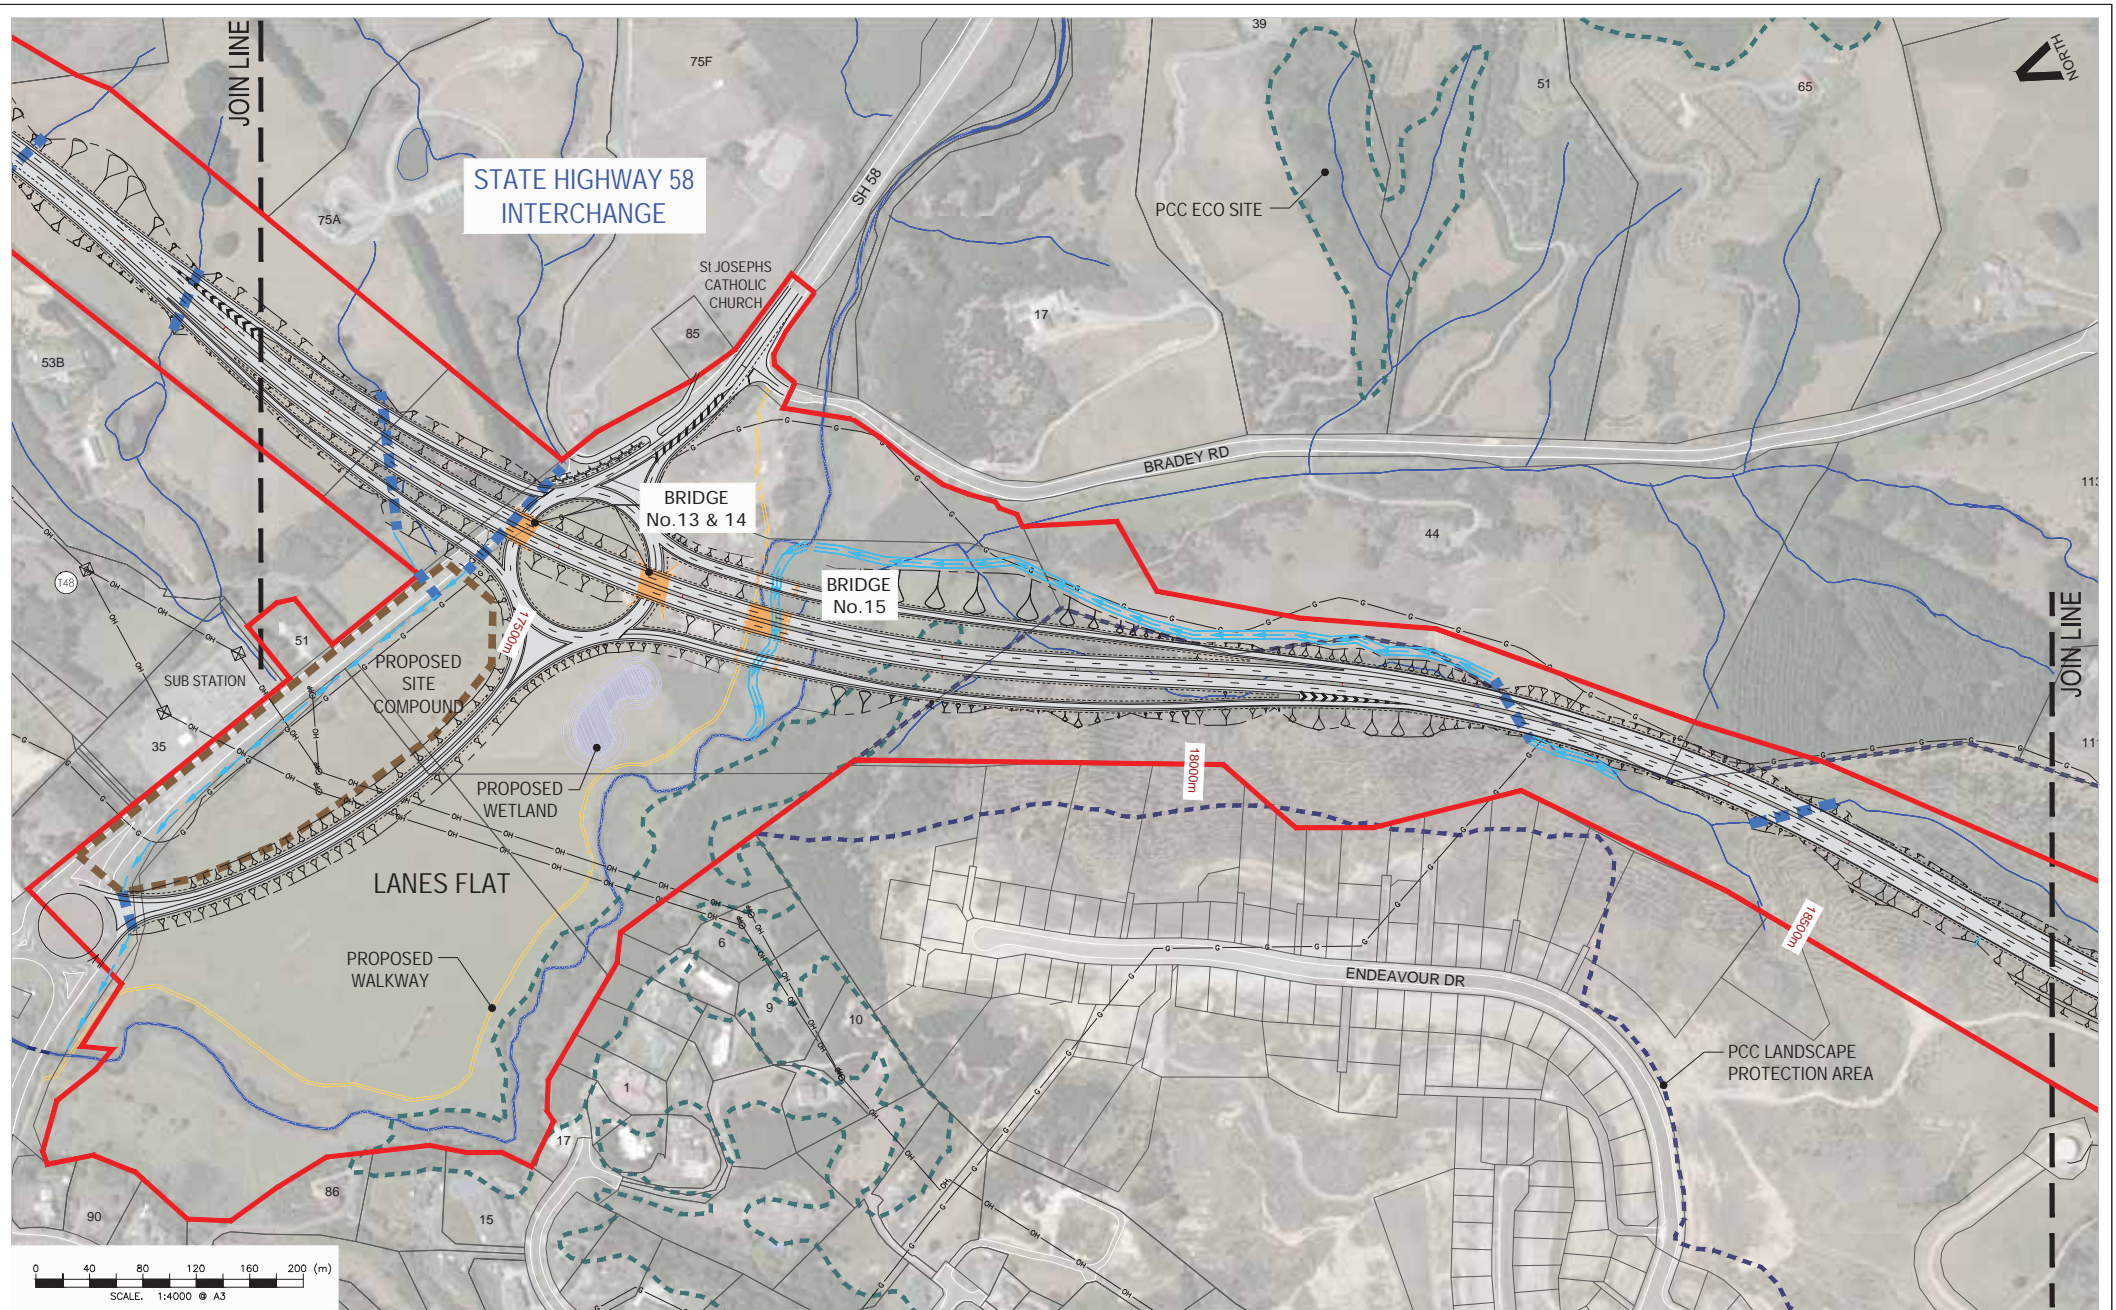 JOIN LINE
75F
39
51
65
NORTH
STATE HIGHWAY 58
INTERCHANGE
75A
SH 58
PCC ECO SITE
St JOSEPHS
CATHOLIC
CHURCH
85
17
53B
BRADEY RD
BRIDGE
No.13 & 14
44
T48
BRIDGE
No.15
17500m
51
PROPOSED
SITE
COMPOUND
SUB STATION
35
JOIN LINE
18000m
PROPOSED
WETLAND
LANES FLAT
18500m
6
PROPOSED
WALKWAY
9
10
ENDEAVOUR DR
PCC LANDSCAPE
PROTECTION AREA
1
17
86
90
15
0 40 80 120 160 200 (m)
SCALE. 1:4000 @ A3